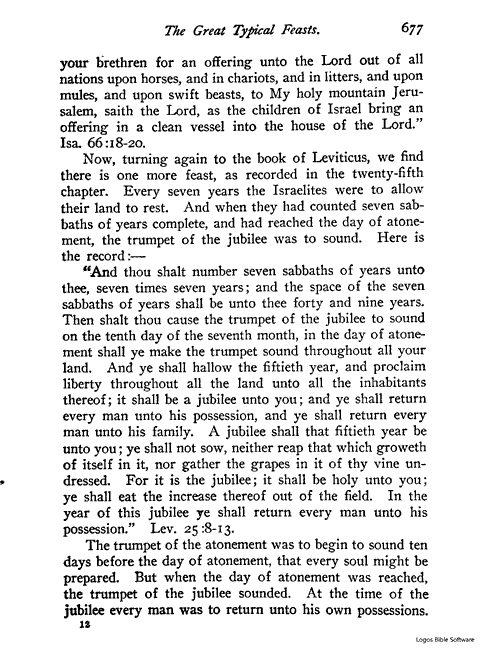 The Great Typical Feasts. 677
your brethren for an offering unto the Lord out of all
nations upon horses, and in chariots, and in litters, and upon
mules, and upon swift beasts, to My holy mountain Jeru-
salem, saith the Lord, as the children of Israel bring an
offering in a clean vessel into the house of the Lord.”
Isa. 66:18-20.
Now, turning again to the book of Leviticus, we find
there is one more feast, as recorded in the twenty-fifth
chapter. Every seven years the Israelites were to allow
their land to rest. And when they had counted seven sab-
baths of years complete, and had reached the day of atone-
ment, the trumpet of the jubilee was to sound. Here is
the record:—
“And thou shalt number seven sabbaths of years unto
thee, seven times seven years; and the space of the seven
sabbaths of years shall be unto thee forty and nine years.
Then shalt thou cause the trumpet of the jubilee to sound
on the tenth day of the seventh month, in the day of atone-
ment shall ye make the trumpet sound throughout all your
land. And ye shall hallow the fiftieth year, and proclaim
liberty throughout all the land unto all the inhabitants
thereof; it shall be a jubilee unto you; and ye shall return
every man unto his possession, and ye shall return every
man unto his family. A jubilee shall that fiftieth year be
unto you; ye shall not sow, neither reap that which groweth
of itself in it, nor gather the grapes in it of thy vine un-
dressed. For it is the jubilee; it shall be holy unto you;
ye shall eat the increase thereof out of the field. In the
year of this jubilee ye shall return every man unto his
possession.” Lev. 25:8-13.
The trumpet of the atonement was to begin to sound ten
days before the day of atonement, that every soul might be
prepared. But when the day of atonement was reached,
the trumpet of the jubilee sounded. At the time of the
jubilee every man was to return unto his own possessions.
12
Logos Bible Software